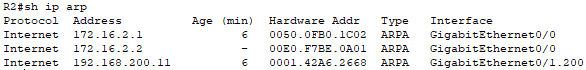 R2#sh ip arp
Protocol  Address          Age (min)  Hardware Addr   Type   Interface
Internet  172.16.2.1              6   0050.0FB0.1C02  ARPA   GigabitEthernet0/0
Internet  172.16.2.2              -   00E0.F7BE.0A01  ARPA   GigabitEthernet0/0
Internet  192.168.200.11          6   0001.42A6.2668  ARPA   GigabitEthernet0/1.200